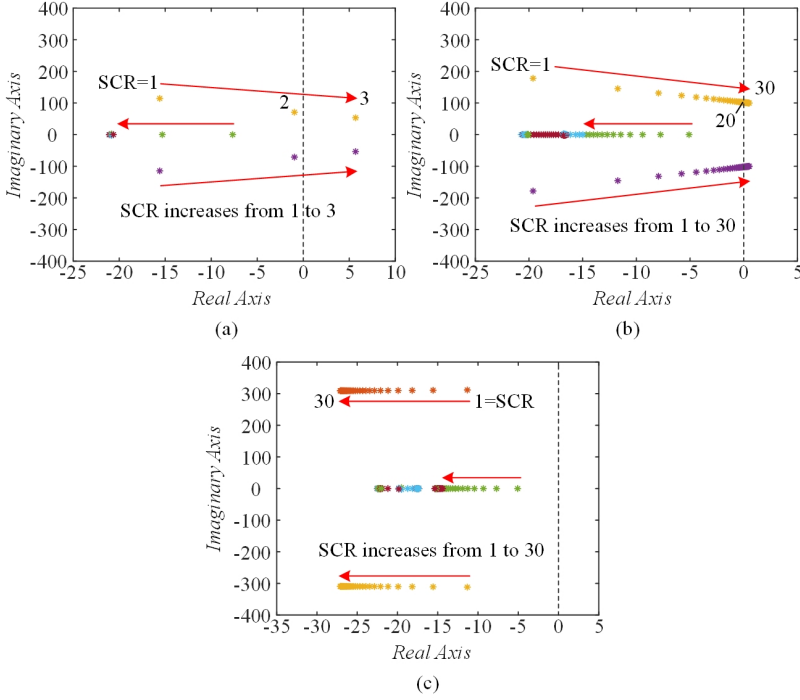 400
300
200
100
0
-100
-200
-300
-400
Imaginary Axis
SCR=1
2
3
SCR increases from 1 to 3
-25 -20 -15 -10 -5 0 5 10
Real Axis
(a)
400
300
200
100
0
-100
-200
-300
-400
Imaginary Axis
SCR=1
30
20
SCR increases from 1 to 30
-25 -20 -15 -10 -5 0 5
Real Axis
(b)
400
300
200
100
0
-100
-200
-300
-400
Imaginary Axis
30
1=SCR
SCR increases from 1 to 30
-35 -30 -25 -20 -15 -10 -5 0 5
Real Axis
(c)